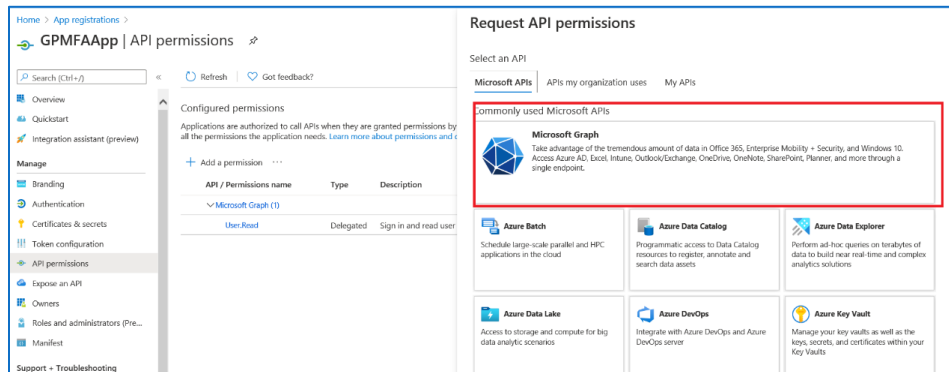 Home > App registrations >
GPMFAApp | API permissions
Search (Ctrl+/)
«
Overview
Quickstart
Integration assistant (preview)
Manage
Branding
Authentication
Certificates & secrets
Token configuration
API permissions
Expose an API
Owners
Roles and administrators (Pre...
Manifest
Support + Troubleshooting
Refresh
Got feedback?
Configured permissions
Applications are authorized to call APIs when they are granted permissions by
all the permissions the application needs. Learn more about permissions and
+ Add a permission ...
API / Permissions name Type Description
Microsoft Graph (1)
User.Read Delegated Sign in and read user
Request API permissions
Select an API
Microsoft APIs APIs my organization uses My APIs
Commonly used Microsoft APIs
Microsoft Graph
Take advantage of the tremendous amount of data in Office 365, Enterprise Mobility + Security, and Windows 10.
Access Azure AD, Excel, Intune, Outlook/Exchange, OneDrive, OneNote, SharePoint, Planner, and more through a
single endpoint.
Azure Batch
Schedule large-scale parallel and HPC
applications in the cloud
Azure Data Catalog
Programmatic access to Data Catalog
resources to register, annotate and
search data assets
Azure Data Explorer
Perform ad-hoc queries on terabytes of
data to build near real-time and complex
analytics solutions
Azure Data Lake
Access to storage and compute for big
data analytic scenarios
Azure DevOps
Integrate with Azure DevOps and Azure
DevOps server
Azure Key Vault
Manage your key vaults as well as the
keys, secrets, and certificates within your
Key Vaults